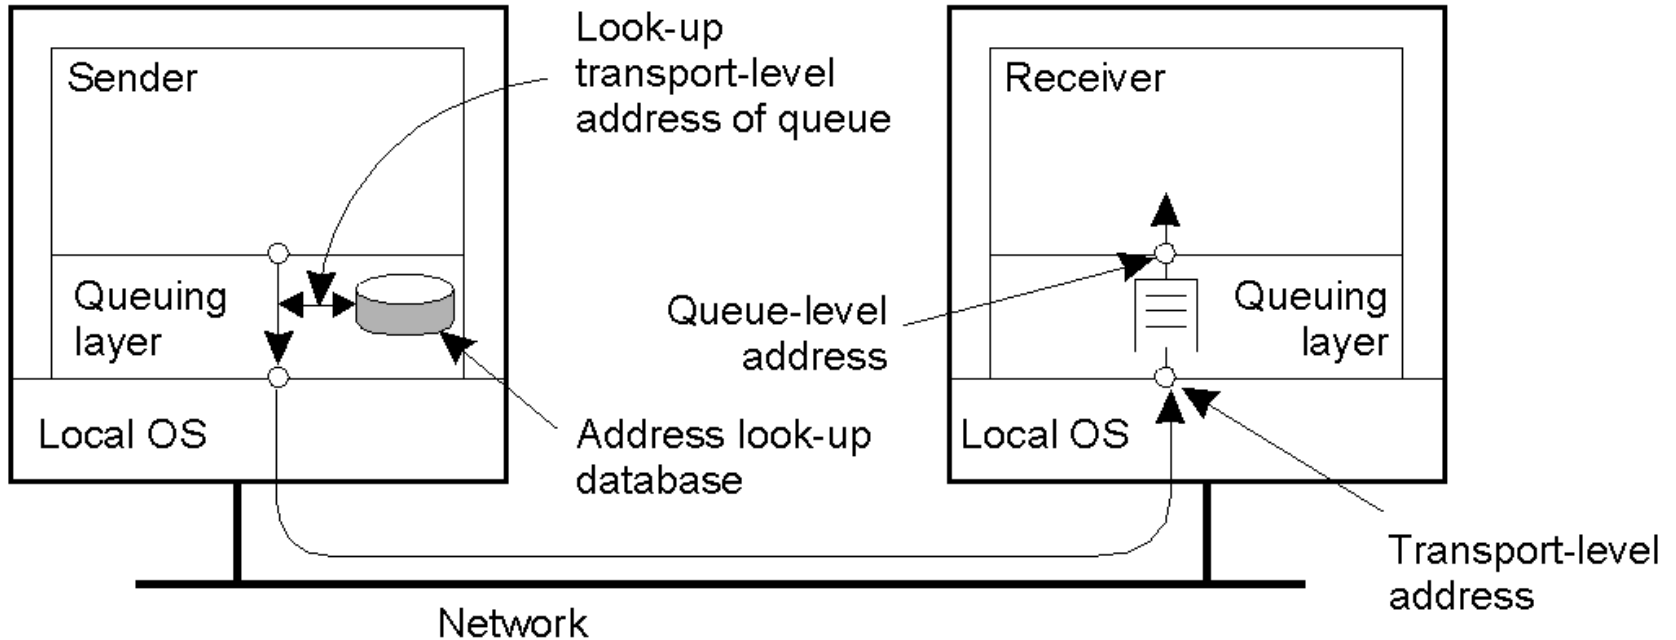 Look-up
transport-level
address of queue
Sender
Receiver
Queuing
layer
Queue-level
address
Queuing
layer
Local OS
Address look-up
database
Local OS
Transport-level
address
Network